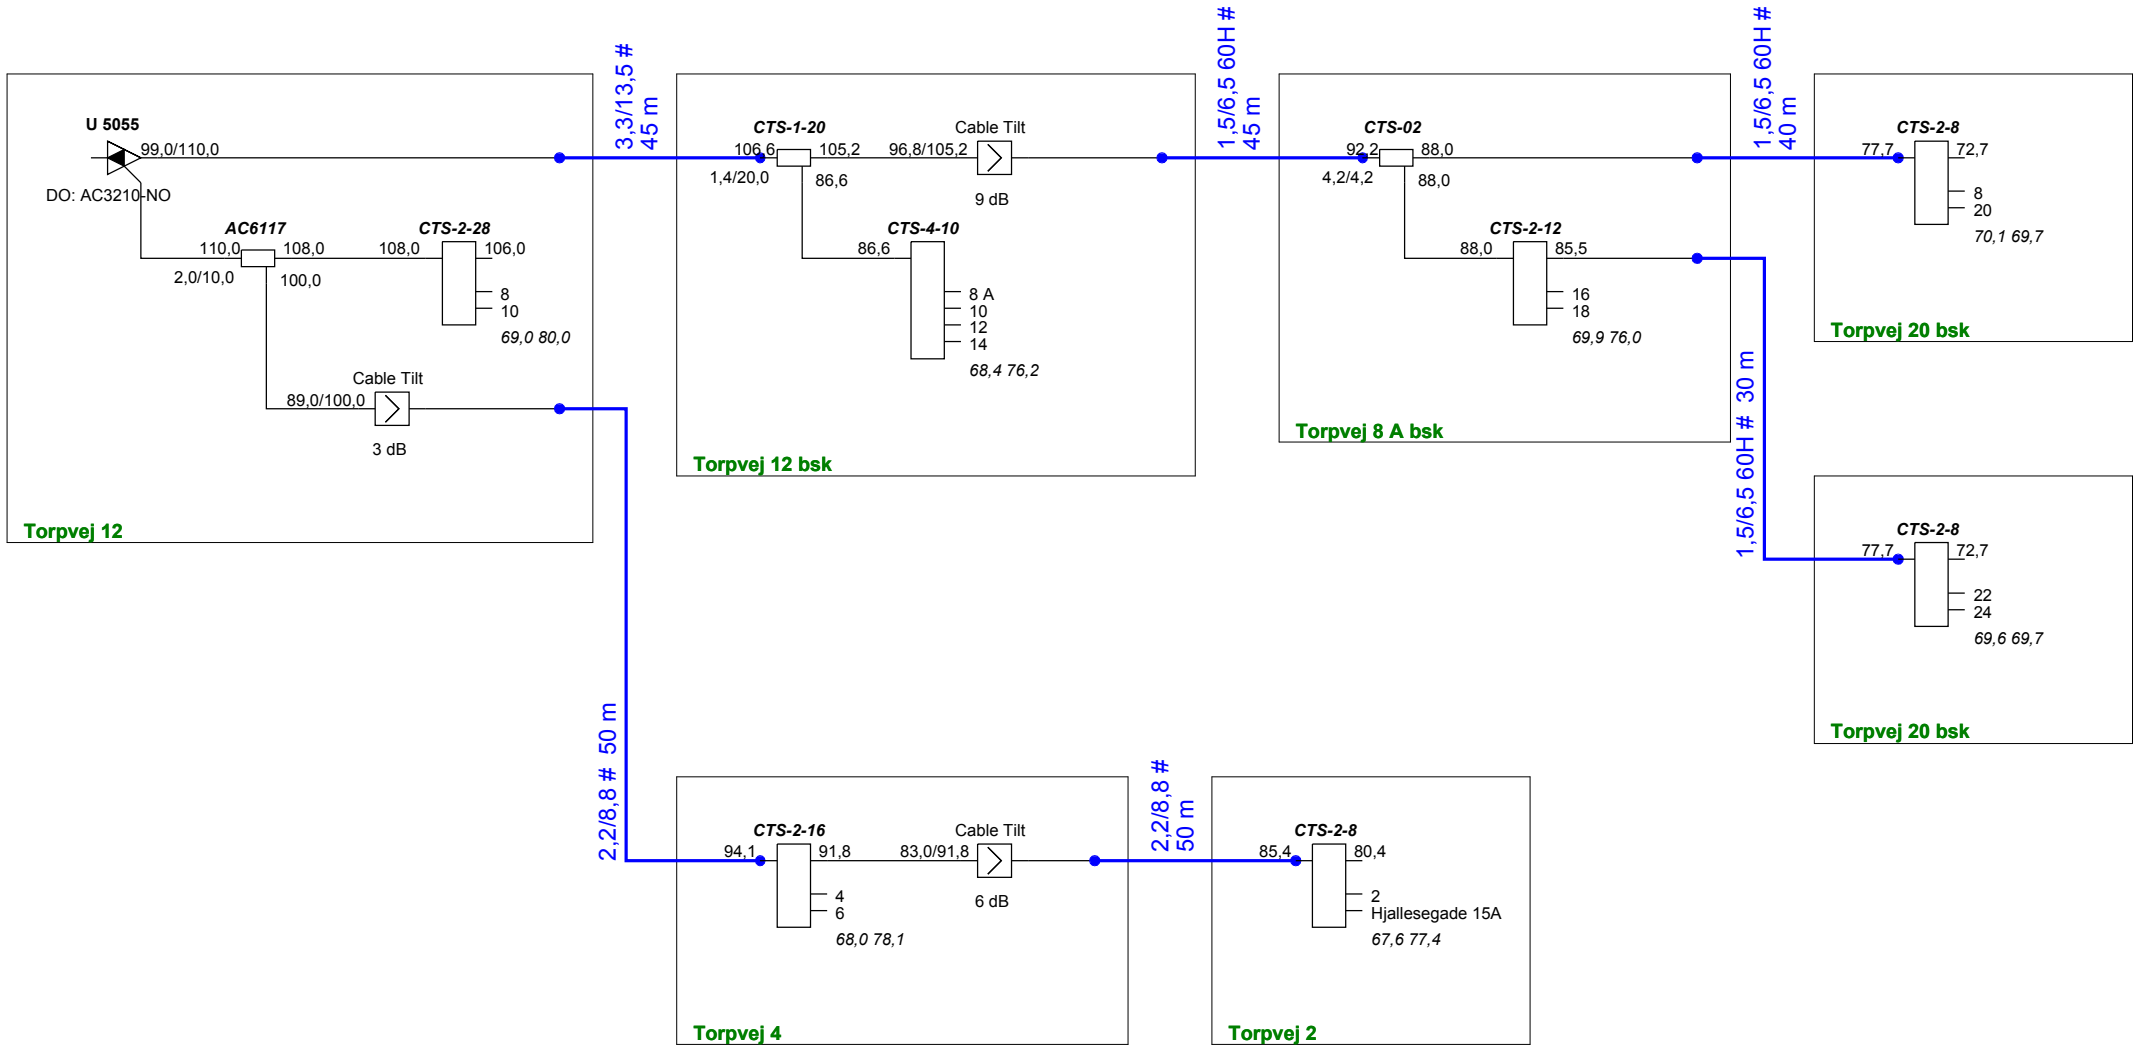 U 5055
99,0/110,0
DO: AC3210-NO
AC6117
110,0
108,0
2,0/10,0
100,0
CTS-2-28
108,0
106,0
8
10
69,0 80,0
Cable Tilt
89,0/100,0
3 dB
Torpvej 12
3,3/13,5 #
45 m
CTS-1-20
106,6
105,2
1,4/20,0
86,6
Cable Tilt
96,8/105,2
9 dB
CTS-4-10
86,6
8 A
10
12
14
68,4 76,2
Torpvej 12 bsk
1,5/6,5 60H #
45 m
CTS-02
92,2
88,0
4,2/4,2
88,0
CTS-2-12
88,0
85,5
16
18
69,9 76,0
Torpvej 8 A bsk
1,5/6,5 60H #
40 m
CTS-2-8
77,7
72,7
8
20
70,1 69,7
Torpvej 20 bsk
1,5/6,5 60H # 30 m
CTS-2-8
77,7
72,7
22
24
69,6 69,7
Torpvej 20 bsk
2,2/8,8 # 50 m
CTS-2-16
94,1
91,8
4
6
68,0 78,1
Cable Tilt
83,0/91,8
6 dB
Torpvej 4
2,2/8,8 #
50 m
CTS-2-8
85,4
80,4
2
Hjallesegade 15A
67,6 77,4
Torpvej 2